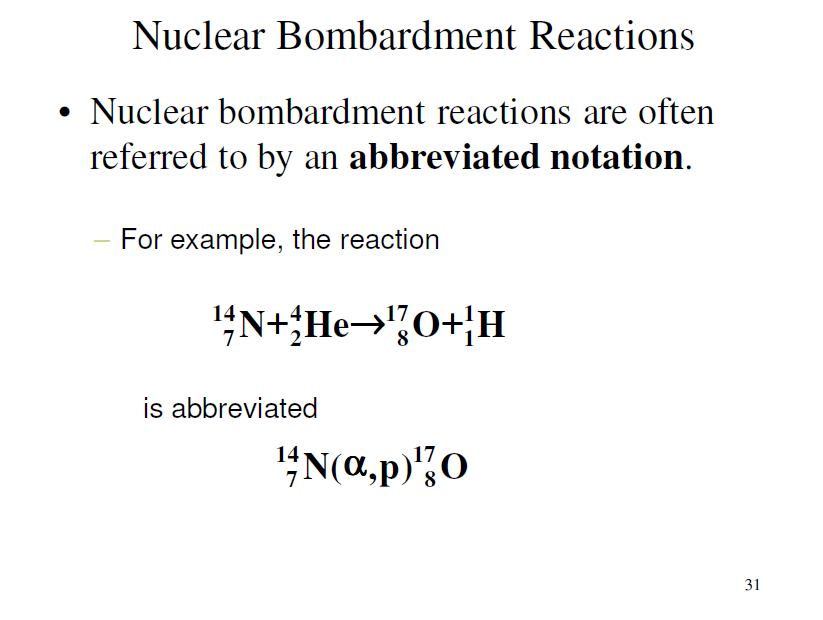 Nuclear Bombardment Reactions
• Nuclear bombardment reactions are often
referred to by an abbreviated notation.
– For example, the reaction
¹⁴₇N+⁴₂He→¹⁷₈O+¹₁H
is abbreviated
¹⁴₇N(α,p)¹⁷₈O
31